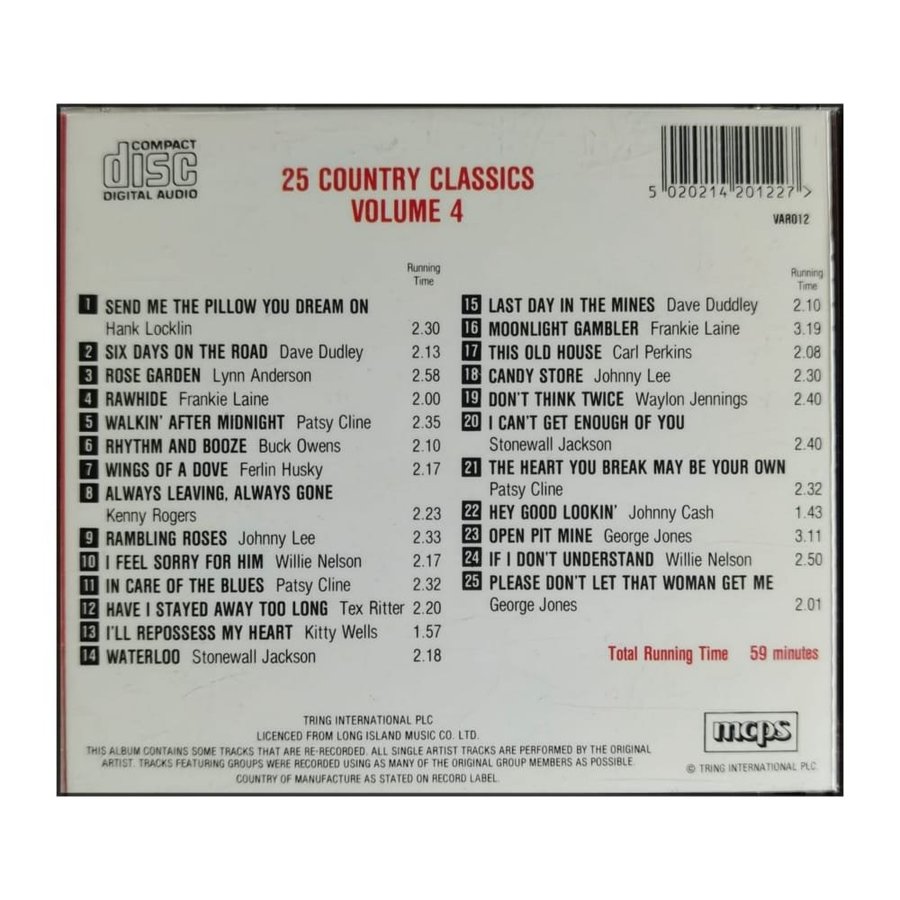 COMPACT
disc
DIGITAL AUDIO
25 COUNTRY CLASSICS
VOLUME 4
5 020214 201227 >
VAR012
Running
Time
1 SEND ME THE PILLOW YOU DREAM ON
Hank Locklin 2.30
2 SIX DAYS ON THE ROAD Dave Dudley 2.13
3 ROSE GARDEN Lynn Anderson 2.58
4 RAWHIDE Frankie Laine 2.00
5 WALKIN' AFTER MIDNIGHT Patsy Cline 2.35
6 RHYTHM AND BOOZE Buck Owens 2.10
7 WINGS OF A DOVE Ferlin Husky 2.17
8 ALWAYS LEAVING, ALWAYS GONE
Kenny Rogers 2.23
9 RAMBLING ROSES Johnny Lee 2.33
10 I FEEL SORRY FOR HIM Willie Nelson 2.17
11 IN CARE OF THE BLUES Patsy Cline 2.32
12 HAVE I STAYED AWAY TOO LONG Tex Ritter 2.20
13 I'LL REPOSSESS MY HEART Kitty Wells 1.57
14 WATERLOO Stonewall Jackson 2.18
Running
Time
15 LAST DAY IN THE MINES Dave Duddley 2.10
16 MOONLIGHT GAMBLER Frankie Laine 3.19
17 THIS OLD HOUSE Carl Perkins 2.08
18 CANDY STORE Johnny Lee 2.30
19 DON'T THINK TWICE Waylon Jennings 2.40
20 I CAN'T GET ENOUGH OF YOU
Stonewall Jackson 2.40
21 THE HEART YOU BREAK MAY BE YOUR OWN
Patsy Cline 2.32
22 HEY GOOD LOOKIN' Johnny Cash 1.43
23 OPEN PIT MINE George Jones 3.11
24 IF I DON'T UNDERSTAND Willie Nelson 2.50
25 PLEASE DON'T LET THAT WOMAN GET ME
George Jones 2.01
Total Running Time 59 minutes
TRING INTERNATIONAL PLC
LICENCED FROM LONG ISLAND MUSIC CO. LTD.
THIS ALBUM CONTAINS SOME TRACKS THAT ARE RE-RECORDED. ALL SINGLE ARTIST TRACKS ARE PERFORMED BY THE ORIGINAL
ARTIST. TRACKS FEATURING GROUPS WERE RECORDED USING AS MANY OF THE ORIGINAL GROUP MEMBERS AS POSSIBLE.
COUNTRY OF MANUFACTURE AS STATED ON RECORD LABEL.
mcps
© TRING INTERNATIONAL PLC.